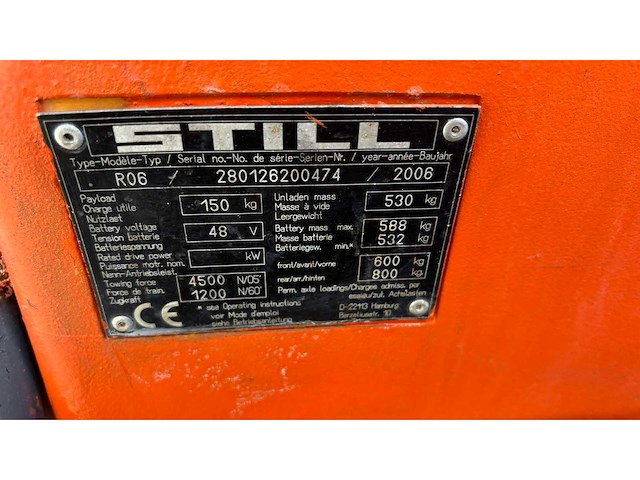 STILL
Type-Modèle-Typ / Serial no.-No. de série-Serien-Nr. / year-année-Baujahr
R06 / 280126200474 / 2006
Payload
Charge utile
Nutzlast
150 kg
Unladen mass
Masse à vide
Leergewicht
530 kg
Battery voltage
Tension batterie
Batteriespannung
48 V
Battery mass max.
Masse batterie
Batteriegew. min.*
588 kg
532 kg
Rated drive power
Puissance motr. nom.
Nenn-Antriebsleist.
kW
front/avant/vorne
600 kg
rear/arr./hinten
800 kg
Towing force
Force de train.
Zugkraft
4500 N/05'
1200 N/60'
Perm. axle loadings/Charges admiss. par
essieu/zul. Achslasten
CE
* see Operating instructions
voir Mode d'emploi
siehe Betriebsanleitung
D-22113 Hamburg
Berzeliusstr. 10